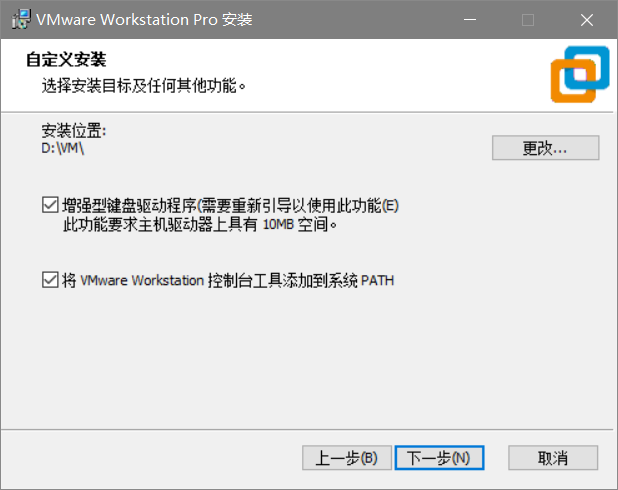 VMware Workstation Pro 安装
自定义安装
选择安装目标及任何其他功能。
安装位置:
D:\VM\
更改...
增强型键盘驱动程序(需要重新引导以使用此功能(E)
此功能要求主机驱动器上具有 10MB 空间。
将 VMware Workstation 控制台工具添加到系统 PATH
上一步(B)
下一步(N)
取消